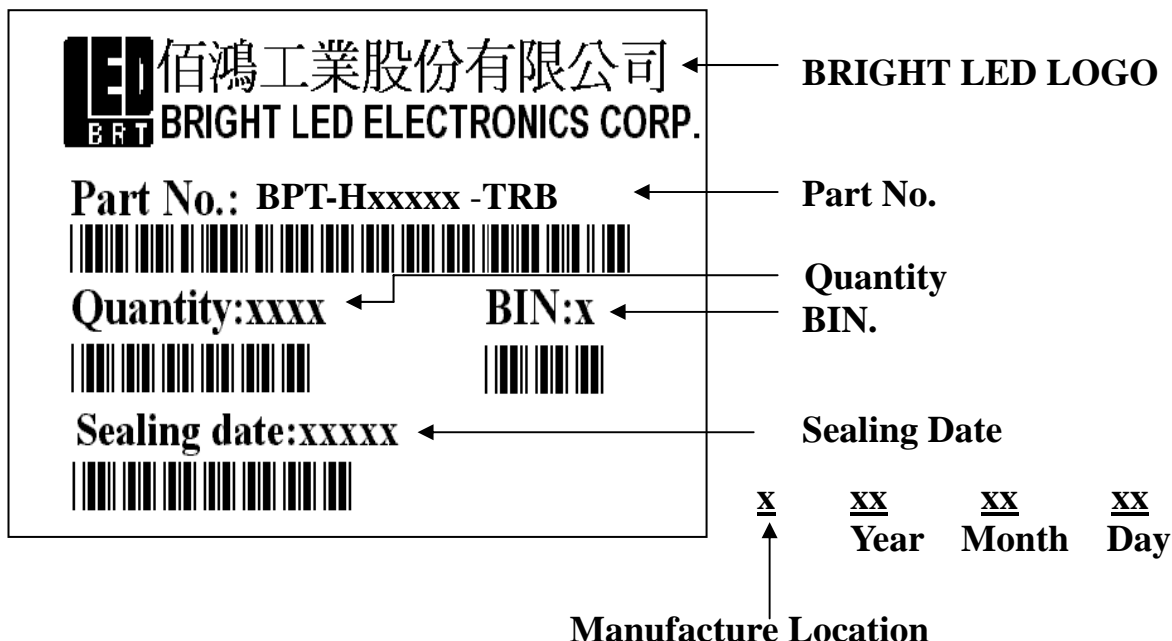 佰鴻工業股份有限公司
BRIGHT LED LOGO
LED
BRT
BRIGHT LED ELECTRONICS CORP.
Part No.: BPT-Hxxxxx -TRB
Part No.
Quantity
Quantity:xxxx
BIN:x
BIN.
Sealing date:xxxxx
Sealing Date
x xx xx xx
Year Month Day
Manufacture Location